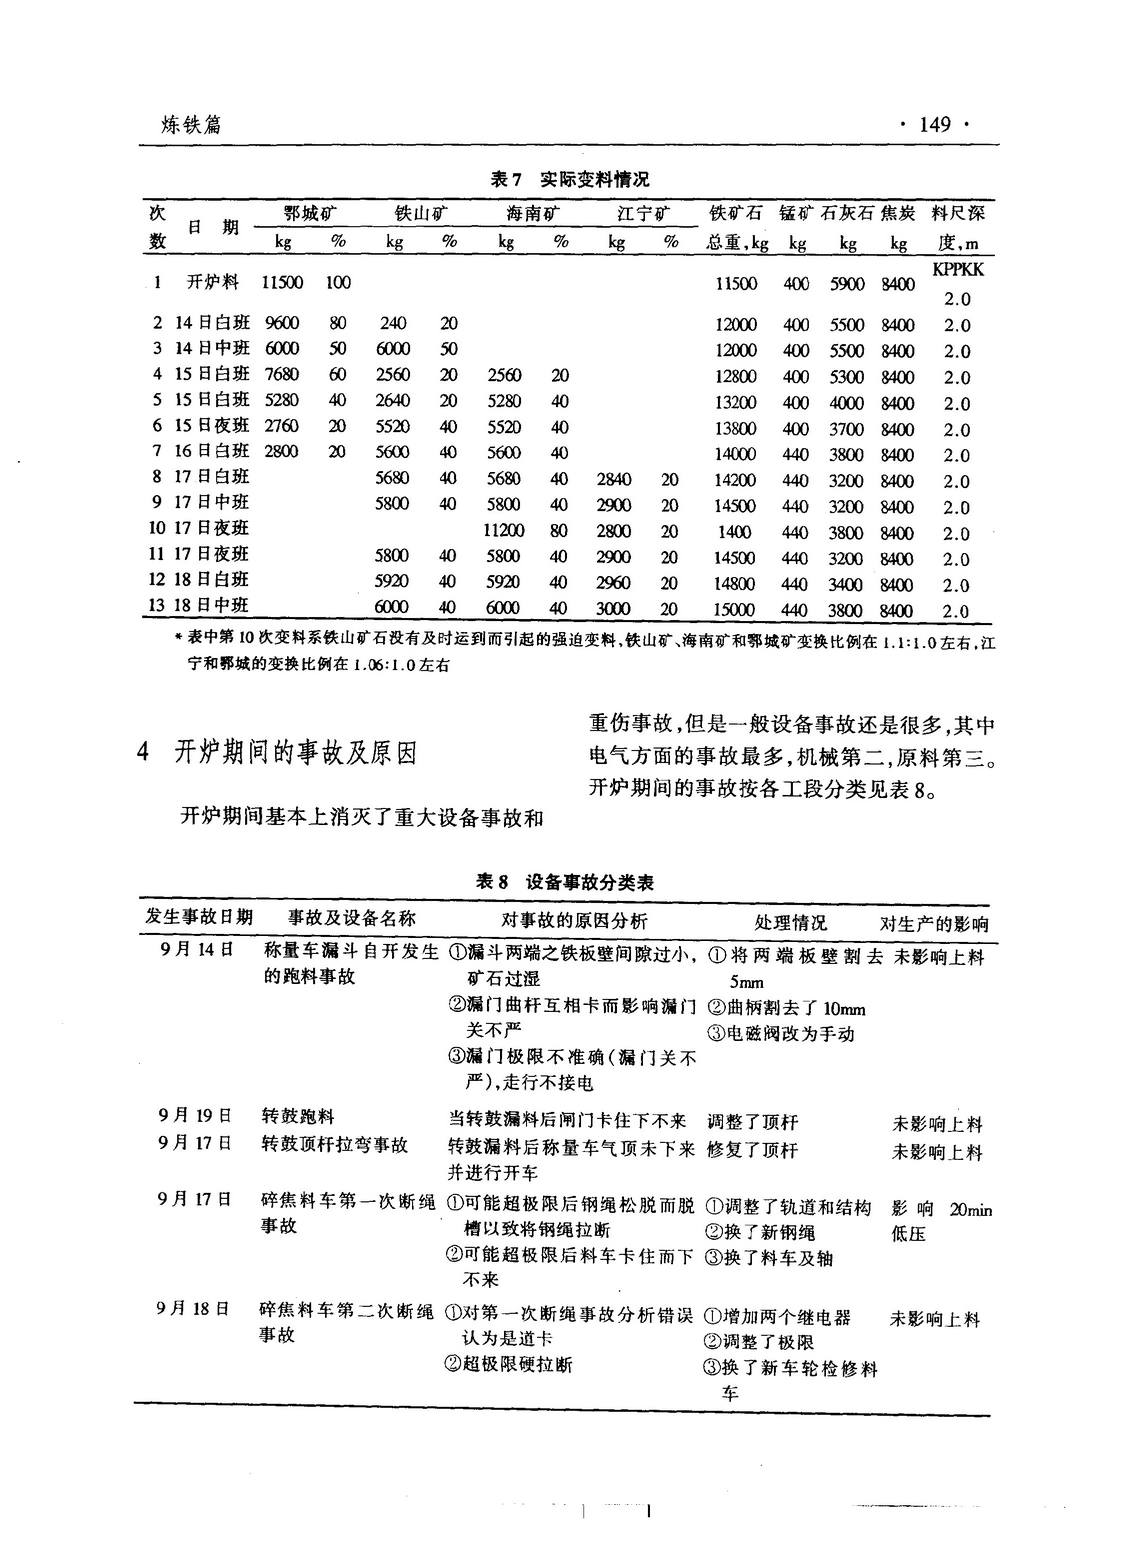 炼铁篇 · 149 ·
表 7 实际变料情况
次数 日 期 鄂城矿 铁山矿 海南矿 江宁矿 铁矿石 锰矿 石灰石 焦炭 料尺深
kg % kg % kg % kg % 总重,kg kg kg kg 度,m
1 开炉料 11500 100 11500 400 5900 8400 KPPKK 2.0
2 14 日白班 9600 80 240 20 12000 400 5500 8400 2.0
3 14 日中班 6000 50 6000 50 12000 400 5500 8400 2.0
4 15 日白班 7680 60 2560 20 2560 20 12800 400 5300 8400 2.0
5 15 日白班 5280 40 2640 20 5280 40 13200 400 4000 8400 2.0
6 15 日夜班 2760 20 5520 40 5520 40 13800 400 3700 8400 2.0
7 16 日白班 2800 20 5600 40 5600 40 14000 440 3800 8400 2.0
8 17 日白班 5680 40 5680 40 2840 20 14200 440 3200 8400 2.0
9 17 日中班 5800 40 5800 40 2900 20 14500 440 3200 8400 2.0
10 17 日夜班 11200 80 2800 20 1400 440 3800 8400 2.0
11 17 日夜班 5800 40 5800 40 2900 20 14500 440 3200 8400 2.0
12 18 日白班 5920 40 5920 40 2960 20 14800 440 3400 8400 2.0
13 18 日中班 6000 40 6000 40 3000 20 15000 440 3800 8400 2.0
* 表中第 10 次变料系铁山矿石没有及时运到而引起的强迫变料,铁山矿、海南矿和鄂城矿变换比例在 1.1:1.0 左右,江
宁和鄂城的变换比例在 1.06:1.0 左右
4 开炉期间的事故及原因
开炉期间基本上消灭了重大设备事故和
重伤事故,但是一般设备事故还是很多,其中
电气方面的事故最多,机械第二,原料第三。
开炉期间的事故按各工段分类见表 8。
表 8 设备事故分类表
发生事故日期 事故及设备名称 对事故的原因分析 处理情况 对生产的影响
9 月 14 日 称量车漏斗自开发生 ①漏斗两端之铁板壁间隙过小, ①将两端板壁割去 未影响上料
的跑料事故 矿石过湿 5mm
②漏门曲杆互相卡而影响漏门 ②曲柄割去了 10mm
关不严 ③电磁阀改为手动
③漏门极限不准确(漏门关不
严),走行不接电
9 月 19 日 转鼓跑料 当转鼓漏料后闸门卡住下不来 调整了顶杆 未影响上料
9 月 17 日 转鼓顶杆拉弯事故 转鼓漏料后称量车气顶未下来 修复了顶杆 未影响上料
并进行开车
9 月 17 日 碎焦料车第一次断绳 ①可能超极限后钢绳松脱而脱 ①调整了轨道和结构 影响 20min
事故 槽以致将钢绳拉断 ②换了新钢绳 低压
②可能超极限后料车卡住而下 ③换了料车及轴
不来
9 月 18 日 碎焦料车第二次断绳 ①对第一次断绳事故分析错误 ①增加两个继电器 未影响上料
事故 认为是道卡 ②调整了极限
②超极限硬拉断 ③换了新车轮检修料
车